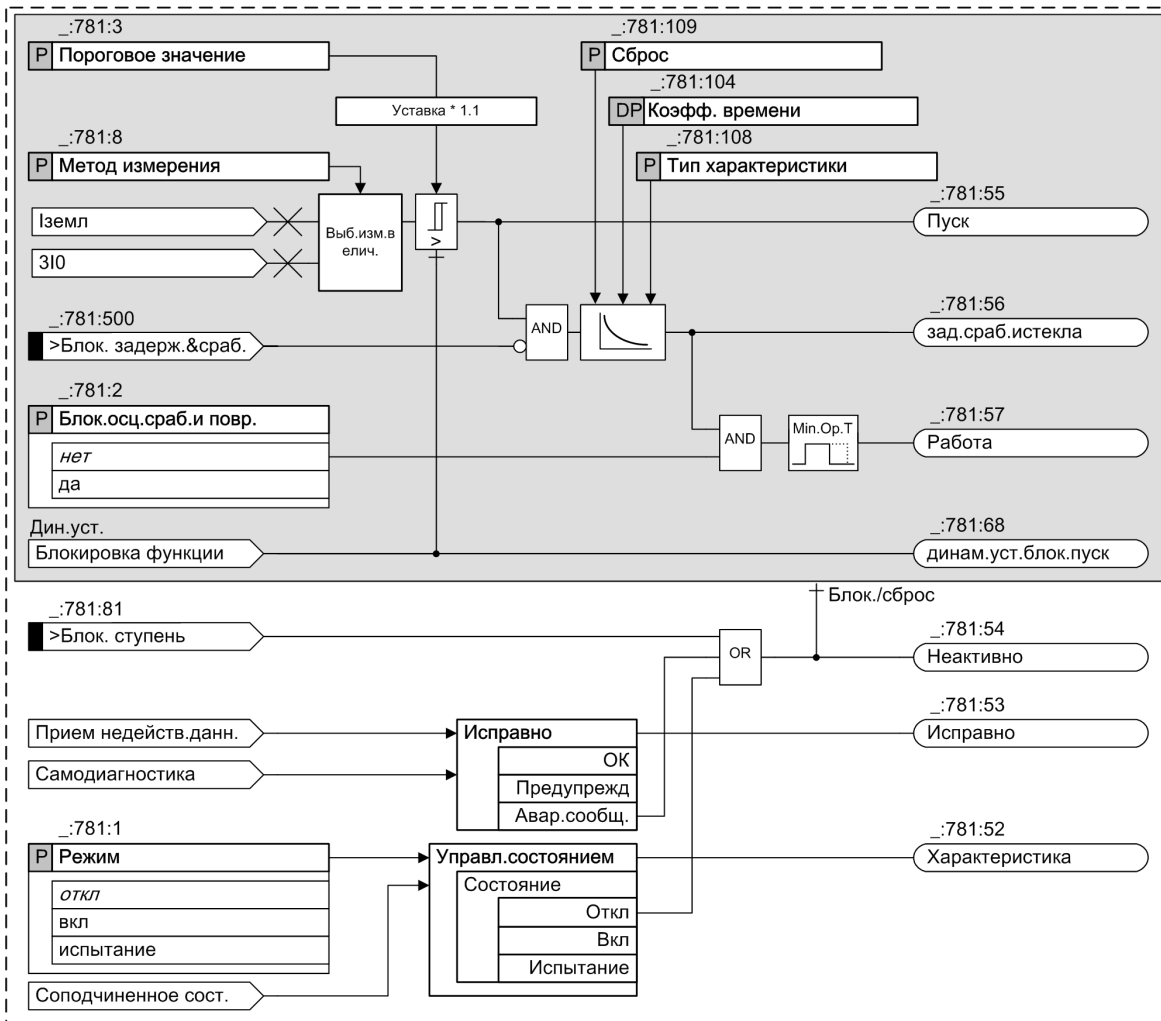 _:781:3
P Пороговое значение
_:781:109
P Сброс
_:781:104
DP Коэфф. времени
Уставка * 1.1
_:781:108
P Тип характеристики
_:781:8
P Метод измерения
_:781:55
Пуск
Iземл
3I0
Выб.изм.в
елич.
>
_:781:500
>Блок. задерж.&сраб.
AND
_:781:56
зад.сраб.истекла
_:781:2
P Блок.осц.сраб.и повр.
нет
да
AND
Min.Op.T
_:781:57
Работа
Дин.уст.
Блокировка функции
_:781:68
динам.уст.блок.пуск
Блок./сброс
_:781:81
>Блок. ступень
OR
_:781:54
Неактивно
_:781:53
Исправно
Прием недейств.данн.
Самодиагностика
Исправно
ОК
Предупрежд
Авар.сообщ.
_:781:1
P Режим
откл
вкл
испытание
Соподчиненное сост.
Управл.состоянием
Состояние
Откл
Вкл
Испытание
_:781:52
Характеристика